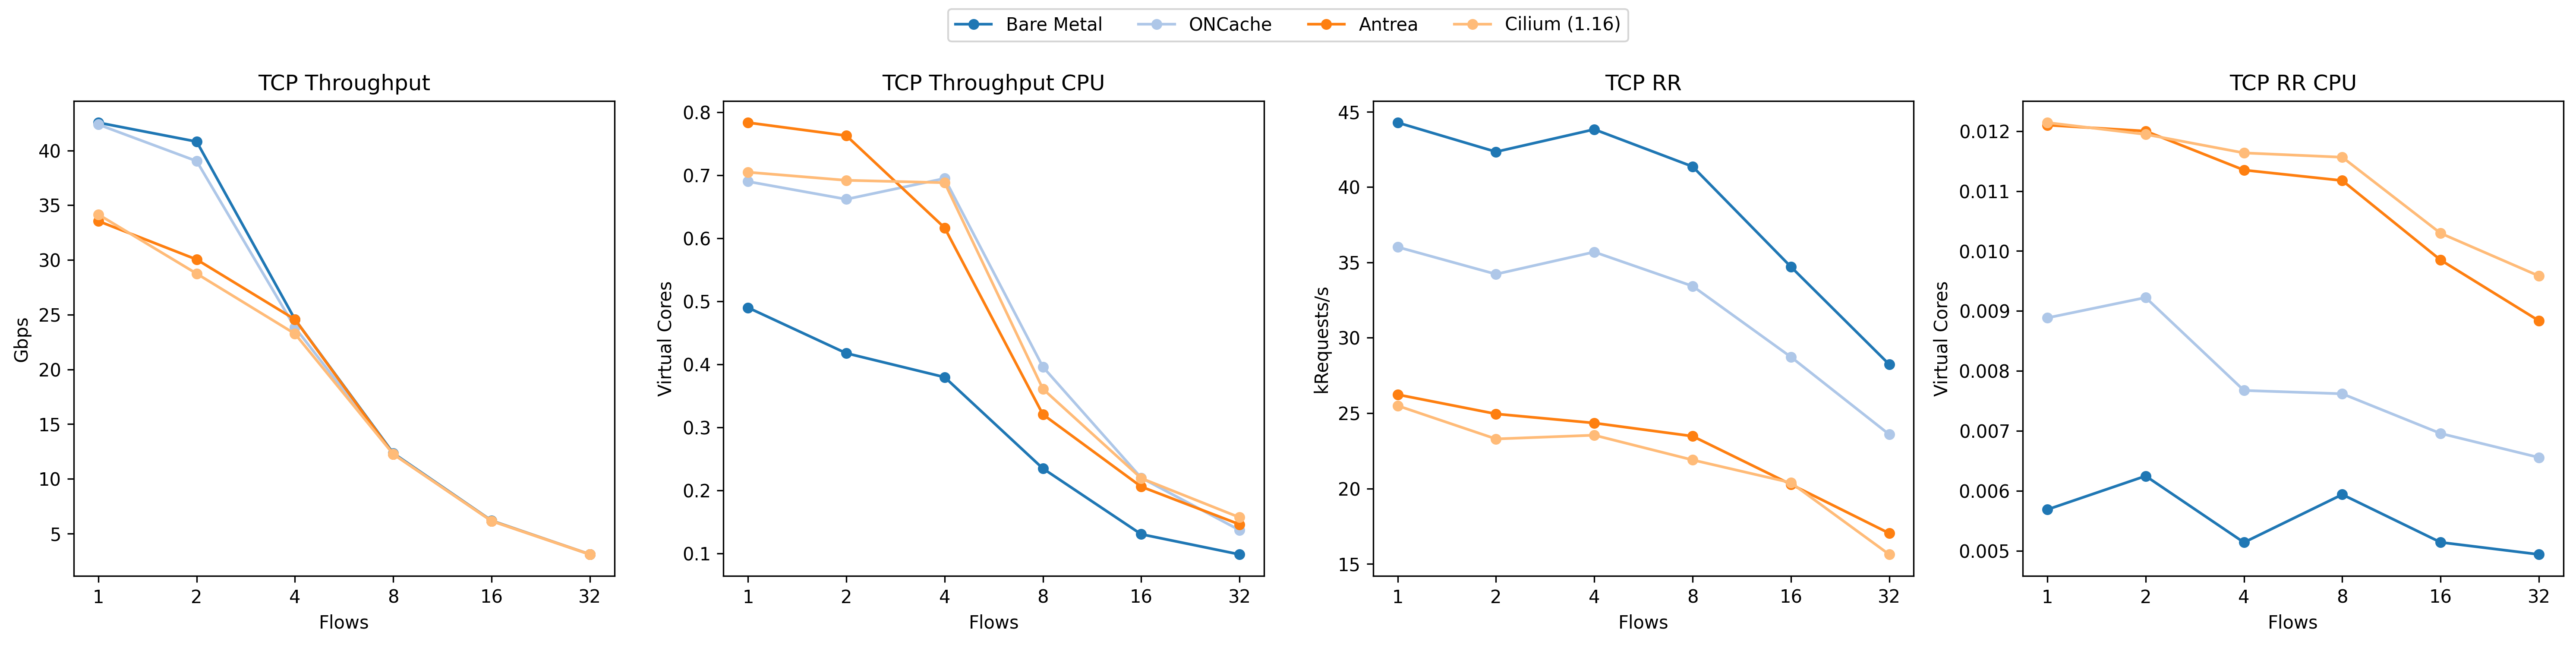 Bare Metal ONCache Antrea Cilium (1.16)
TCP Throughput
40
35
30
25
20
15
10
5
Gbps
1 2 4 8 16 32
Flows
TCP Throughput CPU
0.8
0.7
0.6
0.5
0.4
0.3
0.2
0.1
Virtual Cores
1 2 4 8 16 32
Flows
TCP RR
45
40
35
30
25
20
15
kRequests/s
1 2 4 8 16 32
Flows
TCP RR CPU
0.012
0.011
0.010
0.009
0.008
0.007
0.006
0.005
Virtual Cores
1 2 4 8 16 32
Flows